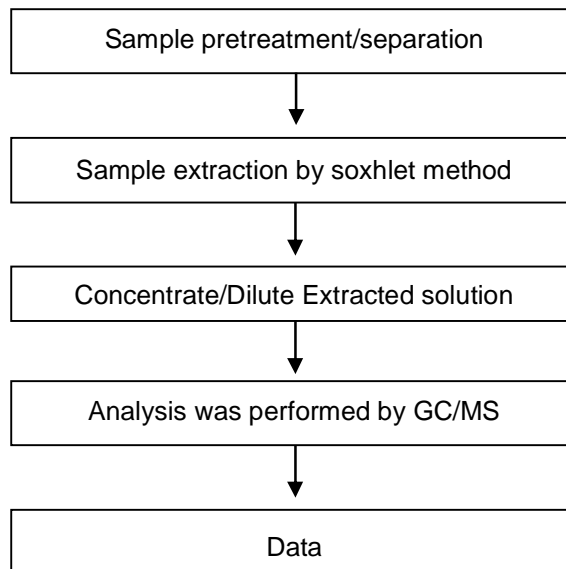 Sample pretreatment/separation
Sample extraction by soxhlet method
Concentrate/Dilute Extracted solution
Analysis was performed by GC/MS
Data